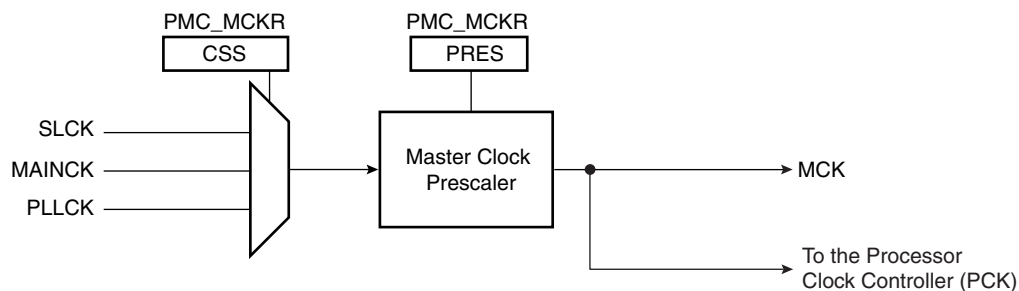 PMC_MCKR
CSS
PMC_MCKR
PRES
SLCK
MAINCK
PLLCK
Master Clock
Prescaler
MCK
To the Processor
Clock Controller (PCK)